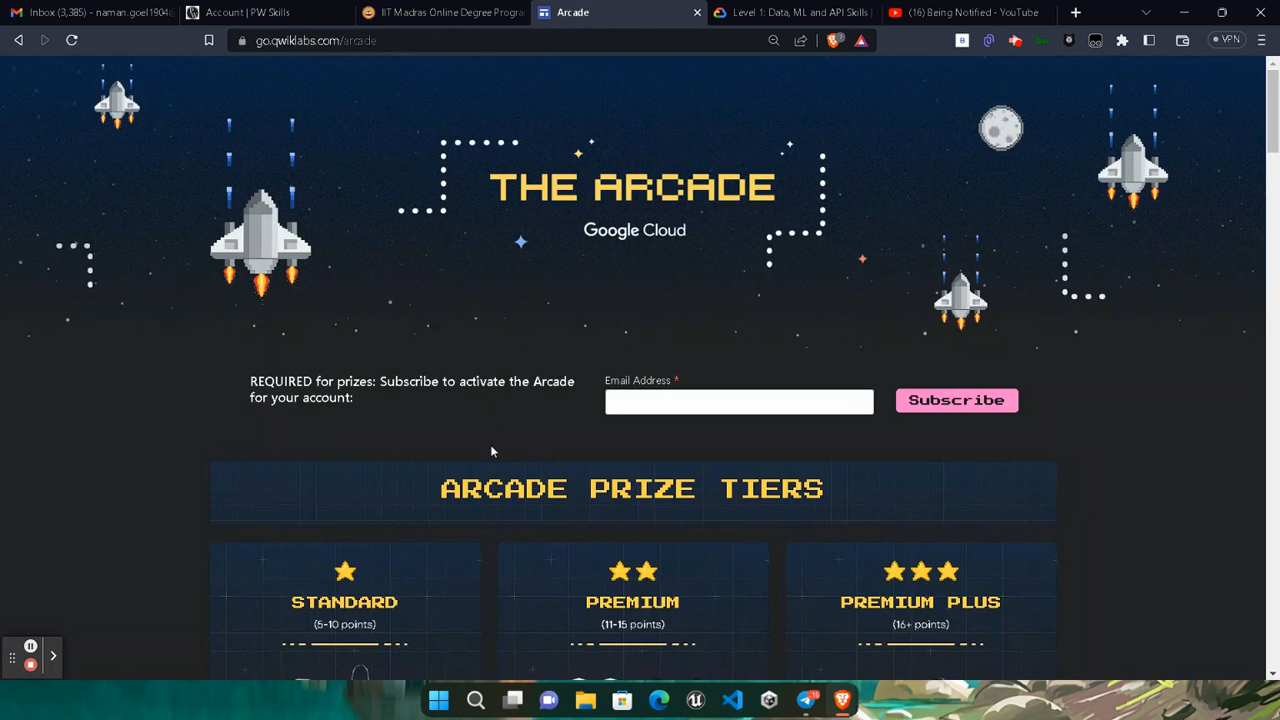 Inbox (3,385) - naman.goel1904@
Account | PW Skills
IIT Madras Online Degree Progra
Arcade
Level 1: Data, ML and API Skills
(16) Being Notified - YouTube
go.qwiklabs.com/arcade
VPN
THE ARCADE
Google Cloud
REQUIRED for prizes: Subscribe to activate the Arcade
for your account:
Email Address *
Subscribe
ARCADE PRIZE TIERS
STANDARD
(5-10 points)
PREMIUM
(11-15 points)
PREMIUM PLUS
(16+ points)
16